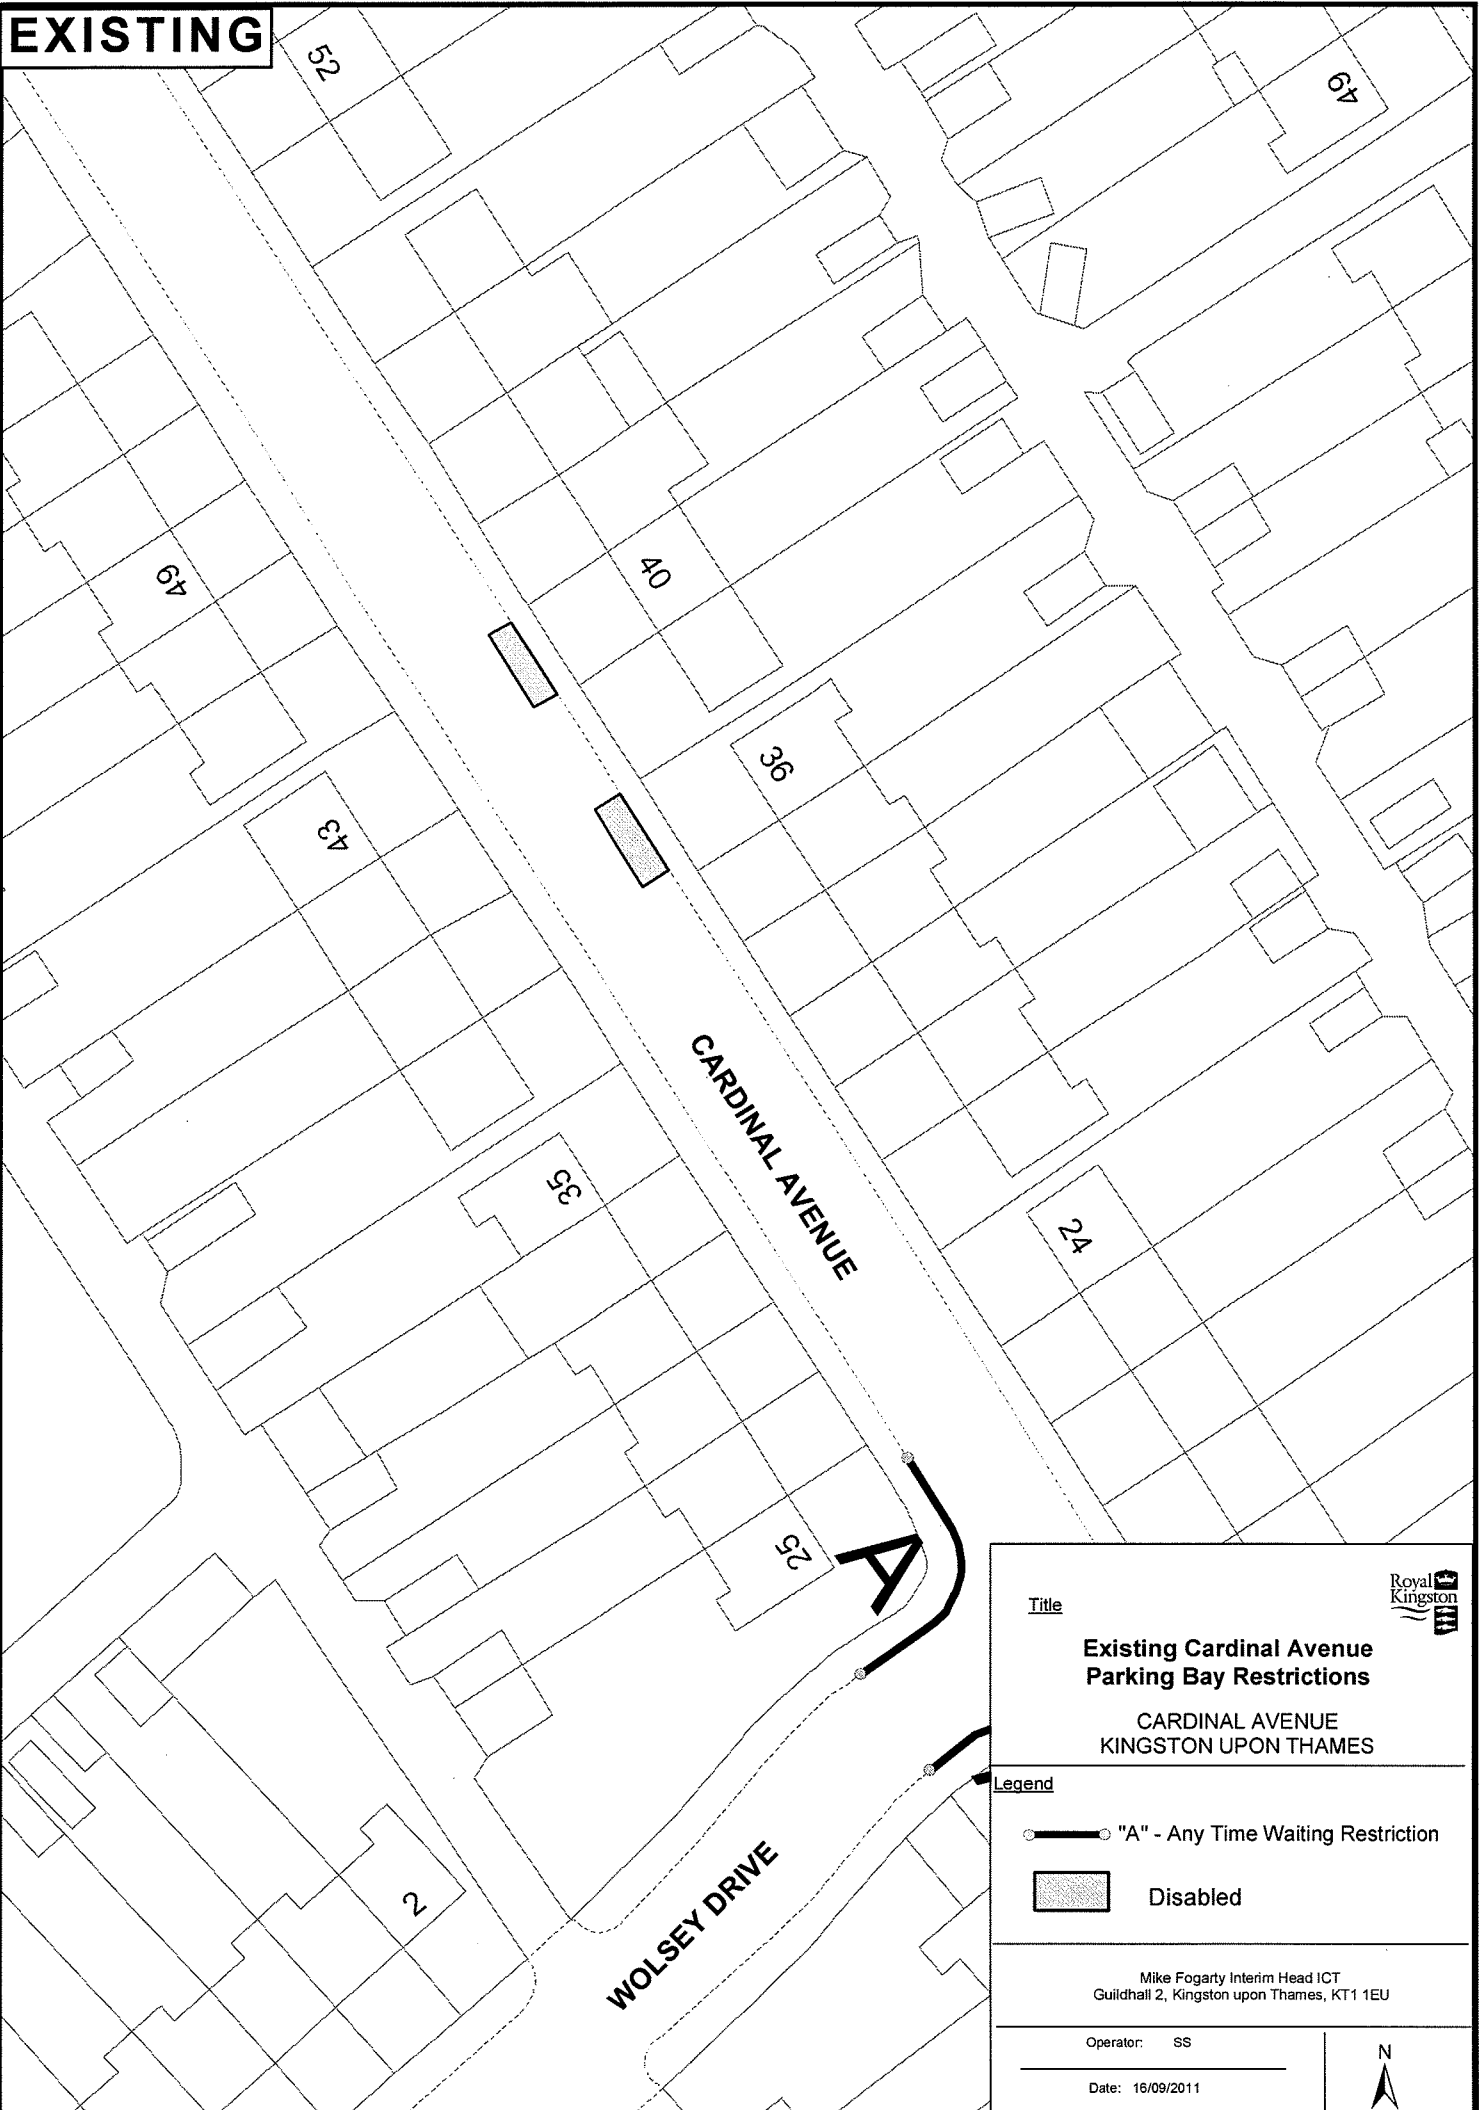 EXISTING
52
49
49
40
36
43
CARDINAL AVENUE
35
24
25
A
2
WOLSEY DRIVE
Royal
Kingston
Title
Existing Cardinal Avenue
Parking Bay Restrictions
CARDINAL AVENUE
KINGSTON UPON THAMES
Legend
"A" - Any Time Waiting Restriction
Disabled
Mike Fogarty Interim Head ICT
Guildhall 2, Kingston upon Thames, KT1 1EU
Operator: SS
Date: 16/09/2011
N